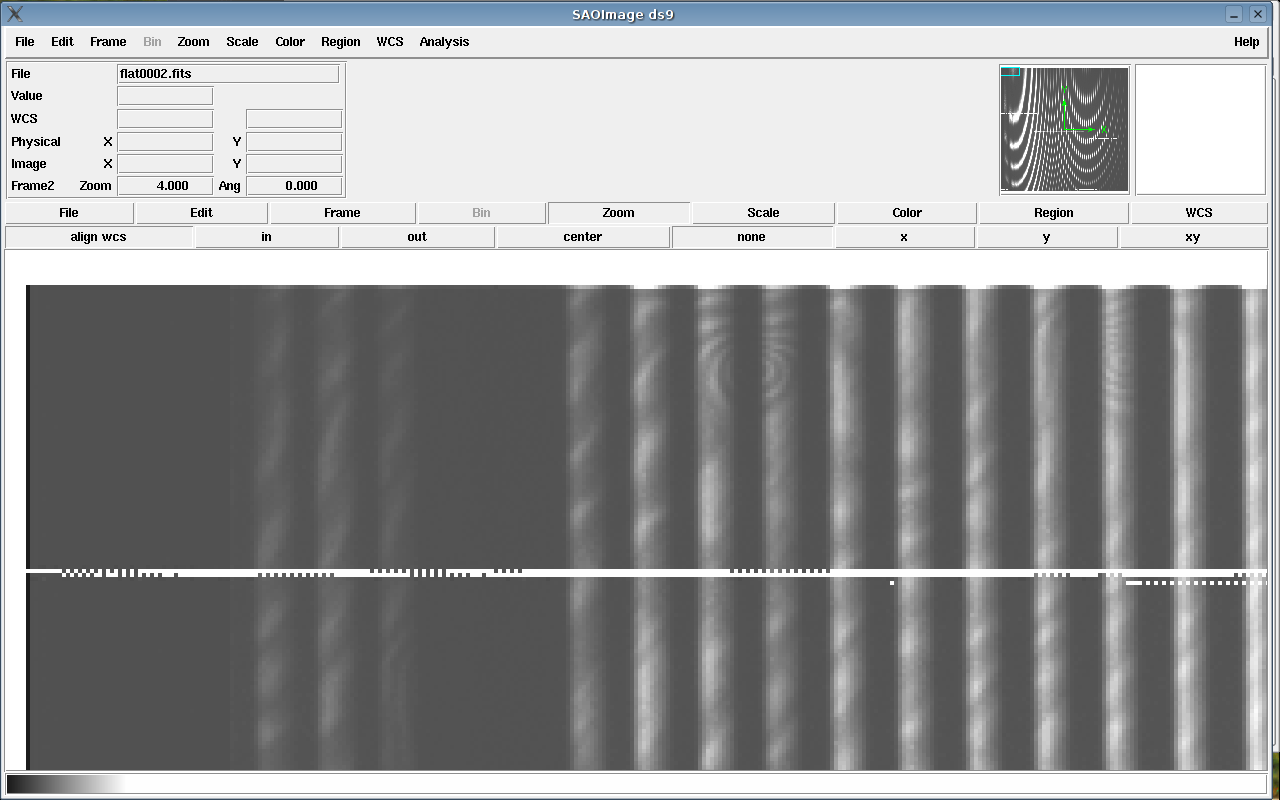 SAOImage ds9
File Edit Frame Bin Zoom Scale Color Region WCS Analysis Help
File flat0002.fits
Value
WCS
Physical X Y
Image X Y
Frame2 Zoom 4.000 Ang 0.000
File Edit Frame Bin Zoom Scale Color Region WCS
align wcs in out center none x y xy